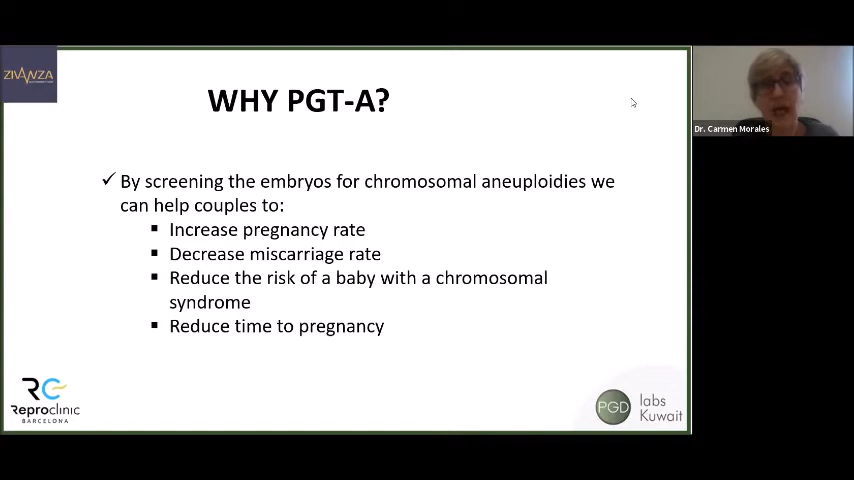 ZIVANZA
WHY PGT-A?
Dr. Carmen Morales
✓ By screening the embryos for chromosomal aneuploidies we
can help couples to:
▪ Increase pregnancy rate
▪ Decrease miscarriage rate
▪ Reduce the risk of a baby with a chromosomal
syndrome
▪ Reduce time to pregnancy
RC
Reproclinic
BARCELONA
PGD labs
Kuwait